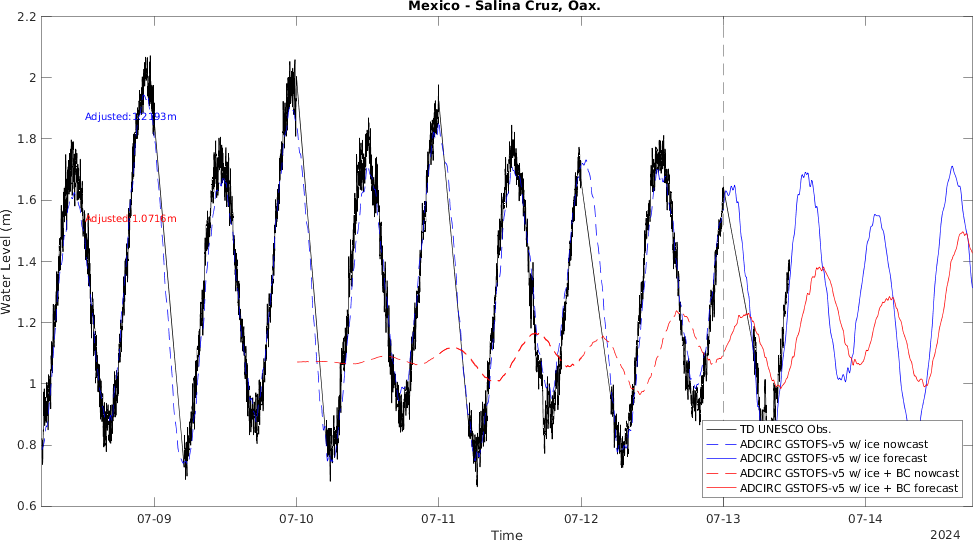 Mexico - Salina Cruz, Oax.
2.2
2
1.8
1.6
1.4
1.2
1
0.8
0.6
Water Level (m)
Adjusted:1.2193m
Adjusted:1.0716m
TD UNESCO Obs.
ADCIRC GSTOFS-v5 w/ ice nowcast
ADCIRC GSTOFS-v5 w/ ice forecast
ADCIRC GSTOFS-v5 w/ ice + BC nowcast
ADCIRC GSTOFS-v5 w/ ice + BC forecast
07-09
07-10
07-11
07-12
07-13
07-14
Time
2024